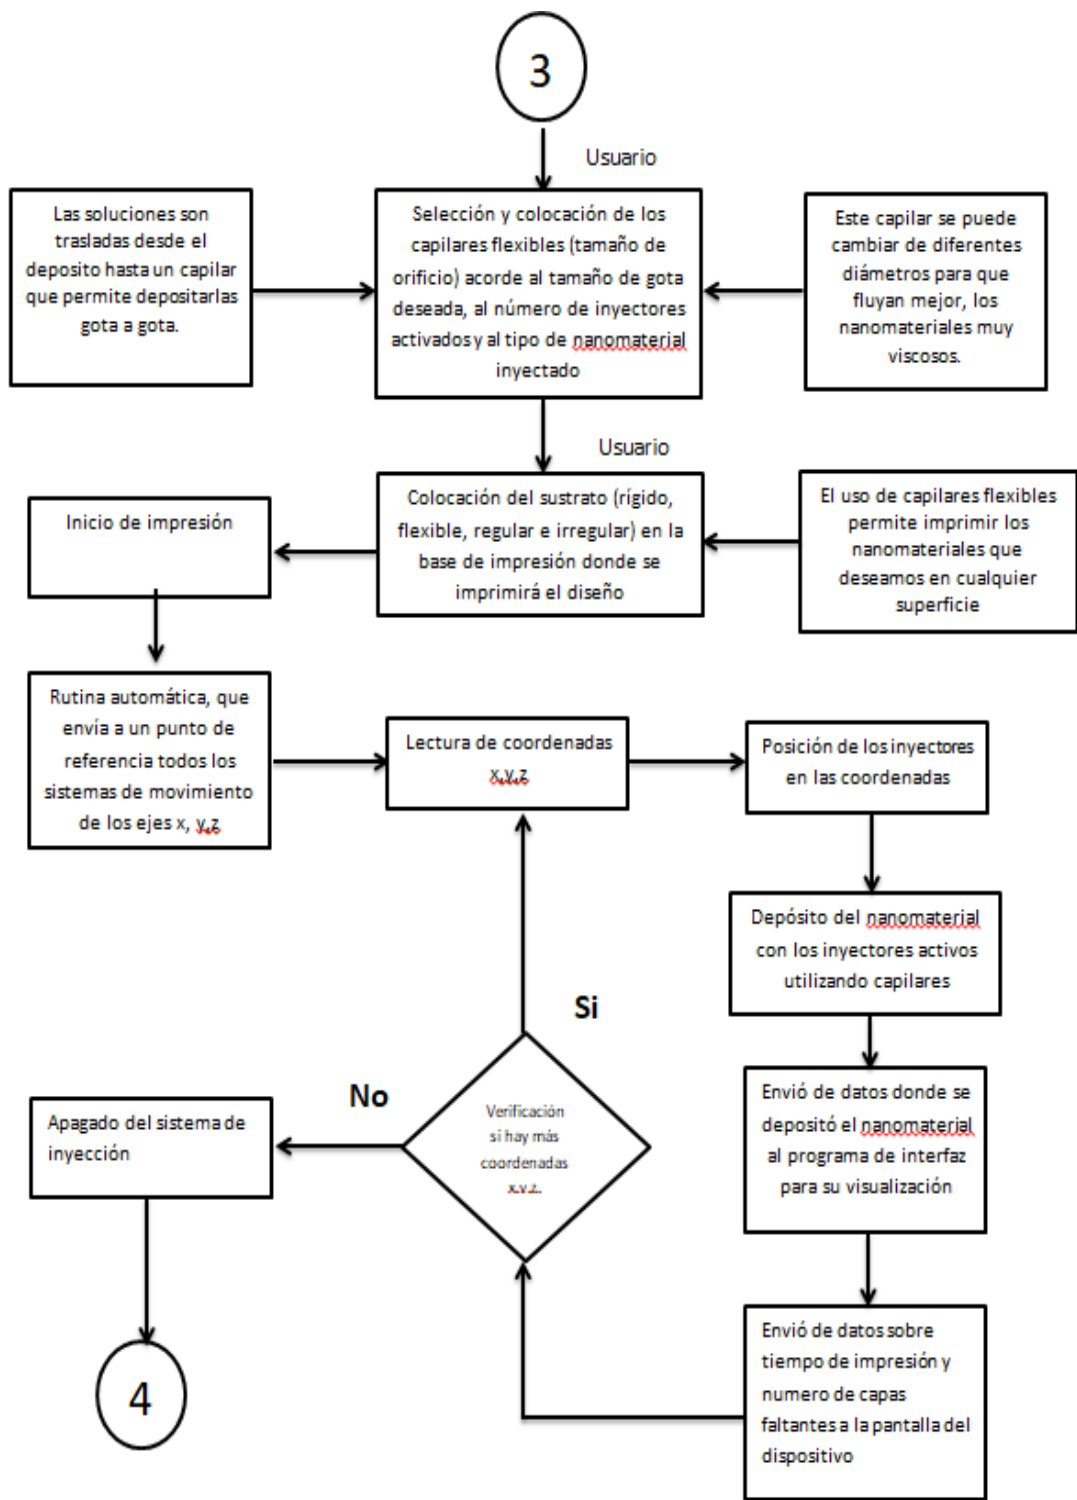 3
Usuario
Las soluciones son
trasladas desde el
deposito hasta un capilar
que permite depositarlas
gota a gota.
Selección y colocación de los
capilares flexibles (tamaño de
orificio) acorde al tamaño de gota
deseada, al número de inyectores
activados y al tipo de nanomaterial
inyectado
Este capilar se puede
cambiar de diferentes
diámetros para que
fluyan mejor, los
nanomateriales muy
viscosos.
Usuario
Inicio de impresión
Colocación del sustrato (rígido,
flexible, regular e irregular) en la
base de impresión donde se
imprimirá el diseño
El uso de capilares flexibles
permite imprimir los
nanomateriales que
deseamos en cualquier
superficie
Rutina automática, que
envía a un punto de
referencia todos los
sistemas de movimiento
de los ejes x, y,z
Lectura de coordenadas
x,y,z
Posición de los inyectores
en las coordenadas
Depósito del nanomaterial
con los inyectores activos
utilizando capilares
Si
No
Verificación
si hay más
coordenadas
x,y,z.
Envió de datos donde se
depositó el nanomaterial
al programa de interfaz
para su visualización
Apagado del sistema de
inyección
Envió de datos sobre
tiempo de impresión y
numero de capas
faltantes a la pantalla del
dispositivo
4